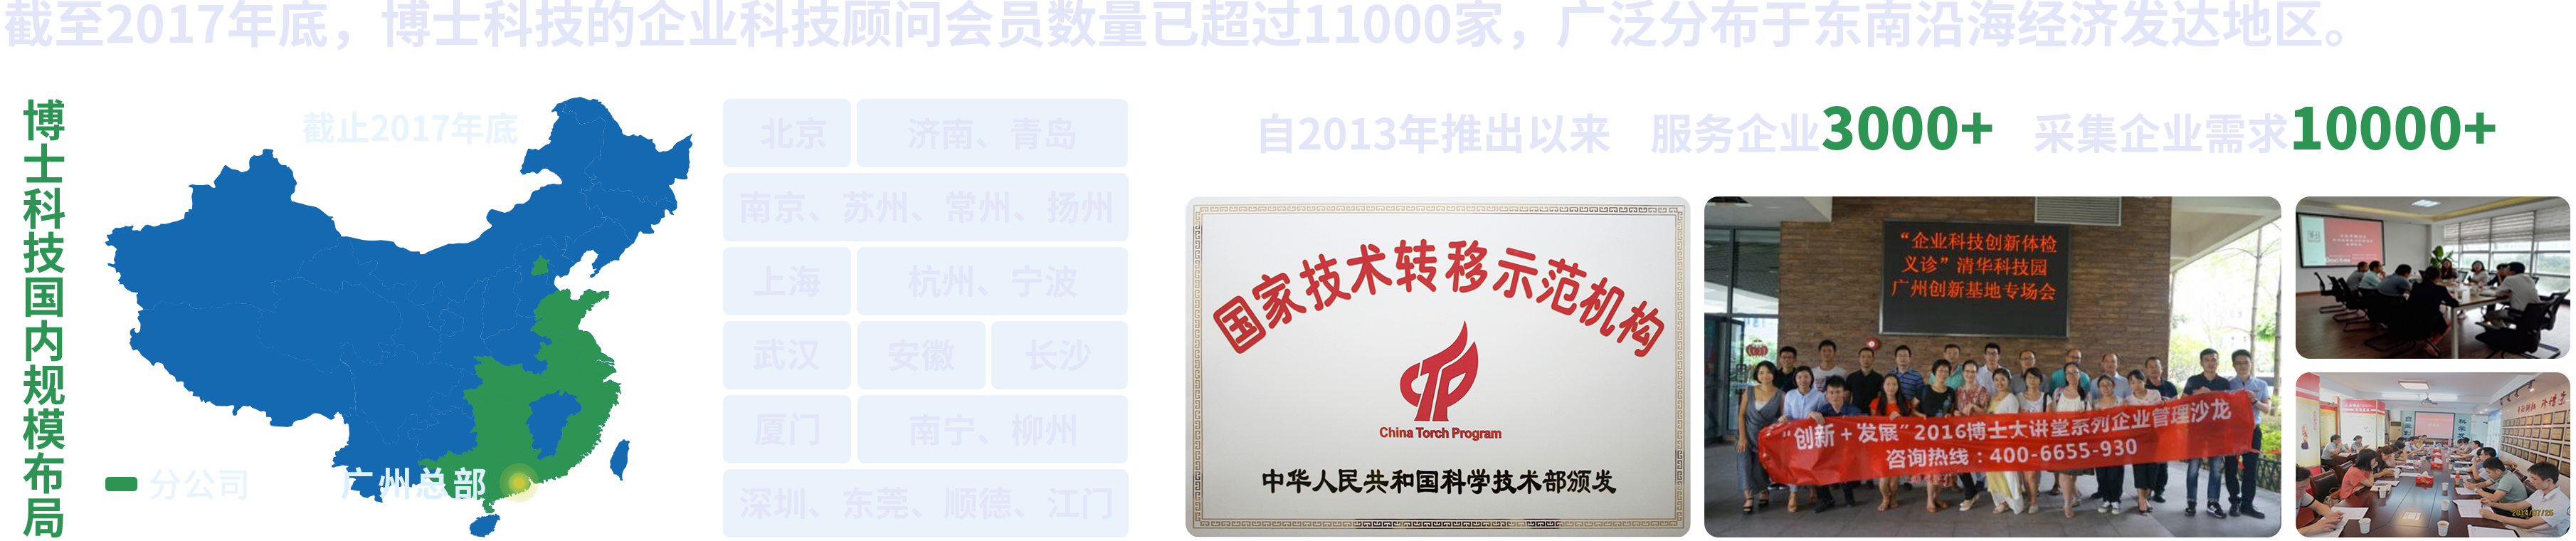 截至2017年底，博士科技的企业科技顾问会员数量已超过11000家，广泛分布于东南沿海经济发达地区。
博士科技国内规模布局
截止2017年底
分公司
广州总部
北京
济南、青岛
南京、苏州、常州、扬州
上海
杭州、宁波
武汉
安徽
长沙
厦门
南宁、柳州
深圳、东莞、顺德、江门
自2013年推出以来 服务企业3000+ 采集企业需求10000+
国家技术转移示范机构
China Torch Program
中华人民共和国科学技术部颁发
“企业科技创新体检
义诊”清华科技园
广州创新基地专场会
“创新+发展”2016博士大讲堂系列企业管理沙龙
咨询热线：400-6655-930